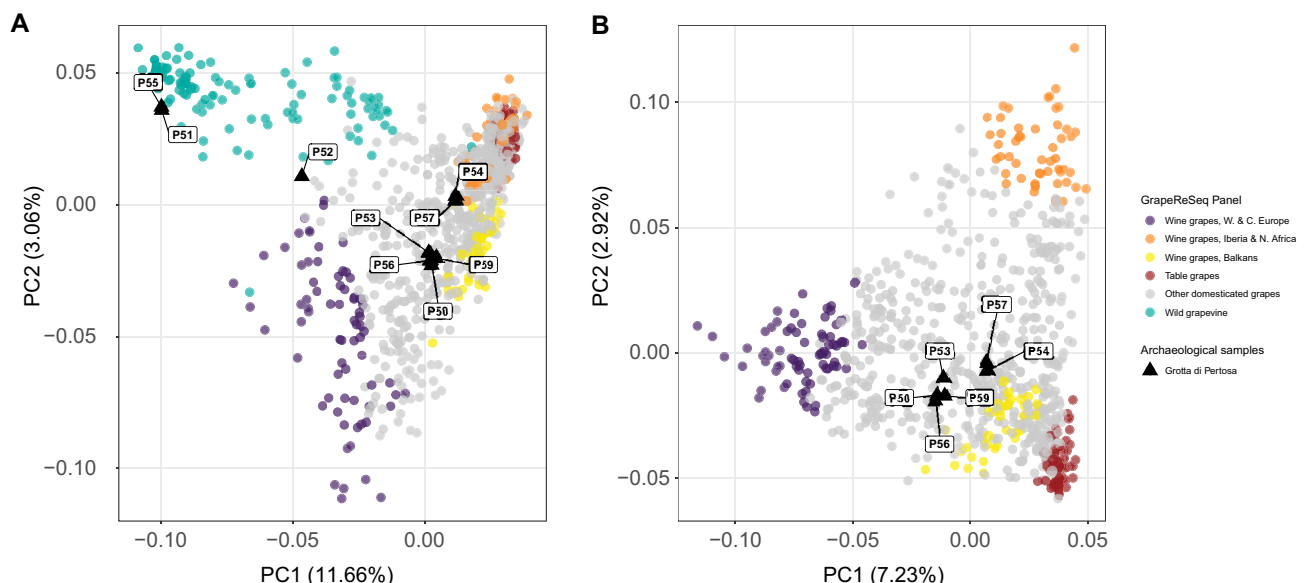 A
B
P55
P51
P52
P54
P53
P57
P56
P59
P50
0.05
0.00
−0.05
−0.10
PC2 (3.06%)
−0.10
−0.05
0.00
PC1 (11.66%)
P57
P53
P54
P50
P59
P56
0.10
0.05
0.00
−0.05
PC2 (2.92%)
−0.10
−0.05
0.00
0.05
PC1 (7.23%)
GrapeReSeq Panel
Wine grapes, W. & C. Europe
Wine grapes, Iberia & N. Africa
Wine grapes, Balkans
Table grapes
Other domesticated grapes
Wild grapevine
Archaeological samples
Grotta di Pertosa